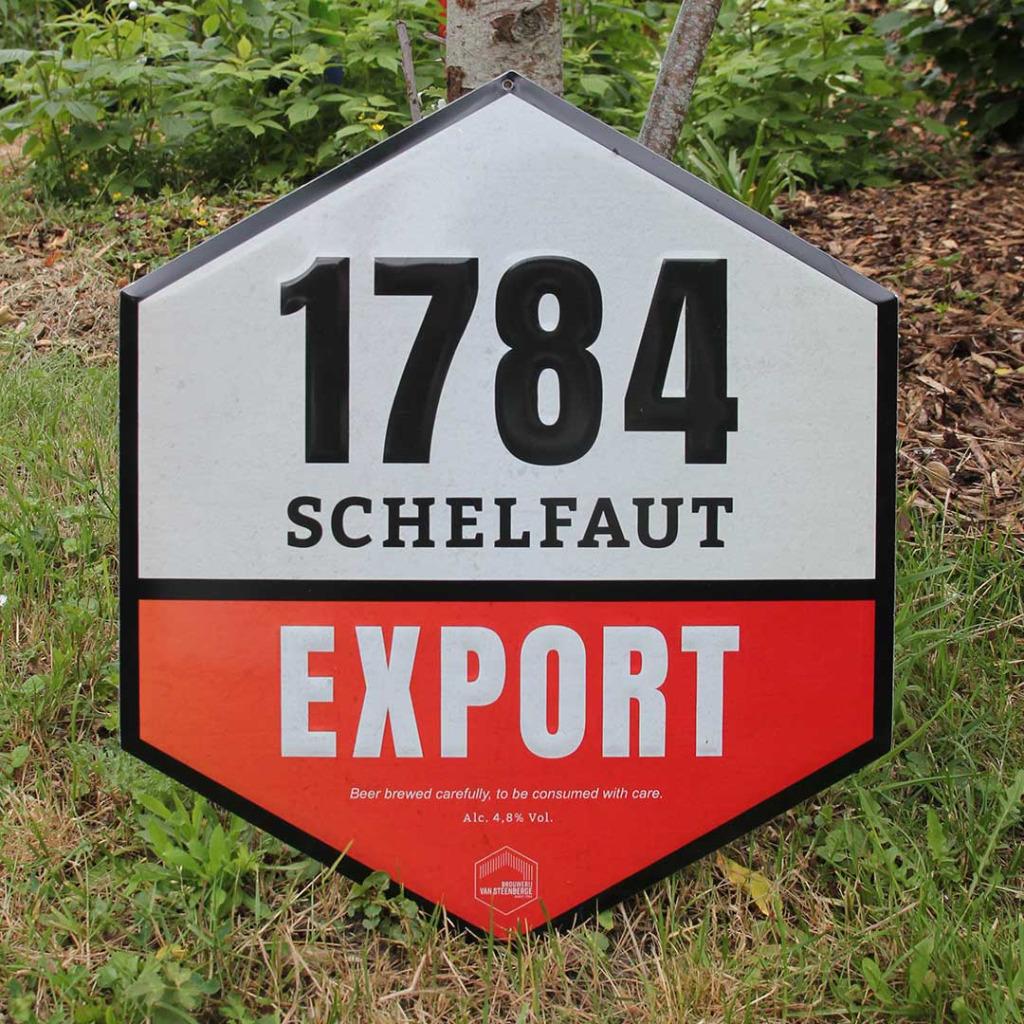 1784
SCHELFAUT
EXPORT
Beer brewed carefully, to be consumed with care.
Alc. 4,8% Vol.
BROUWERIJ
VAN STEENBERGE